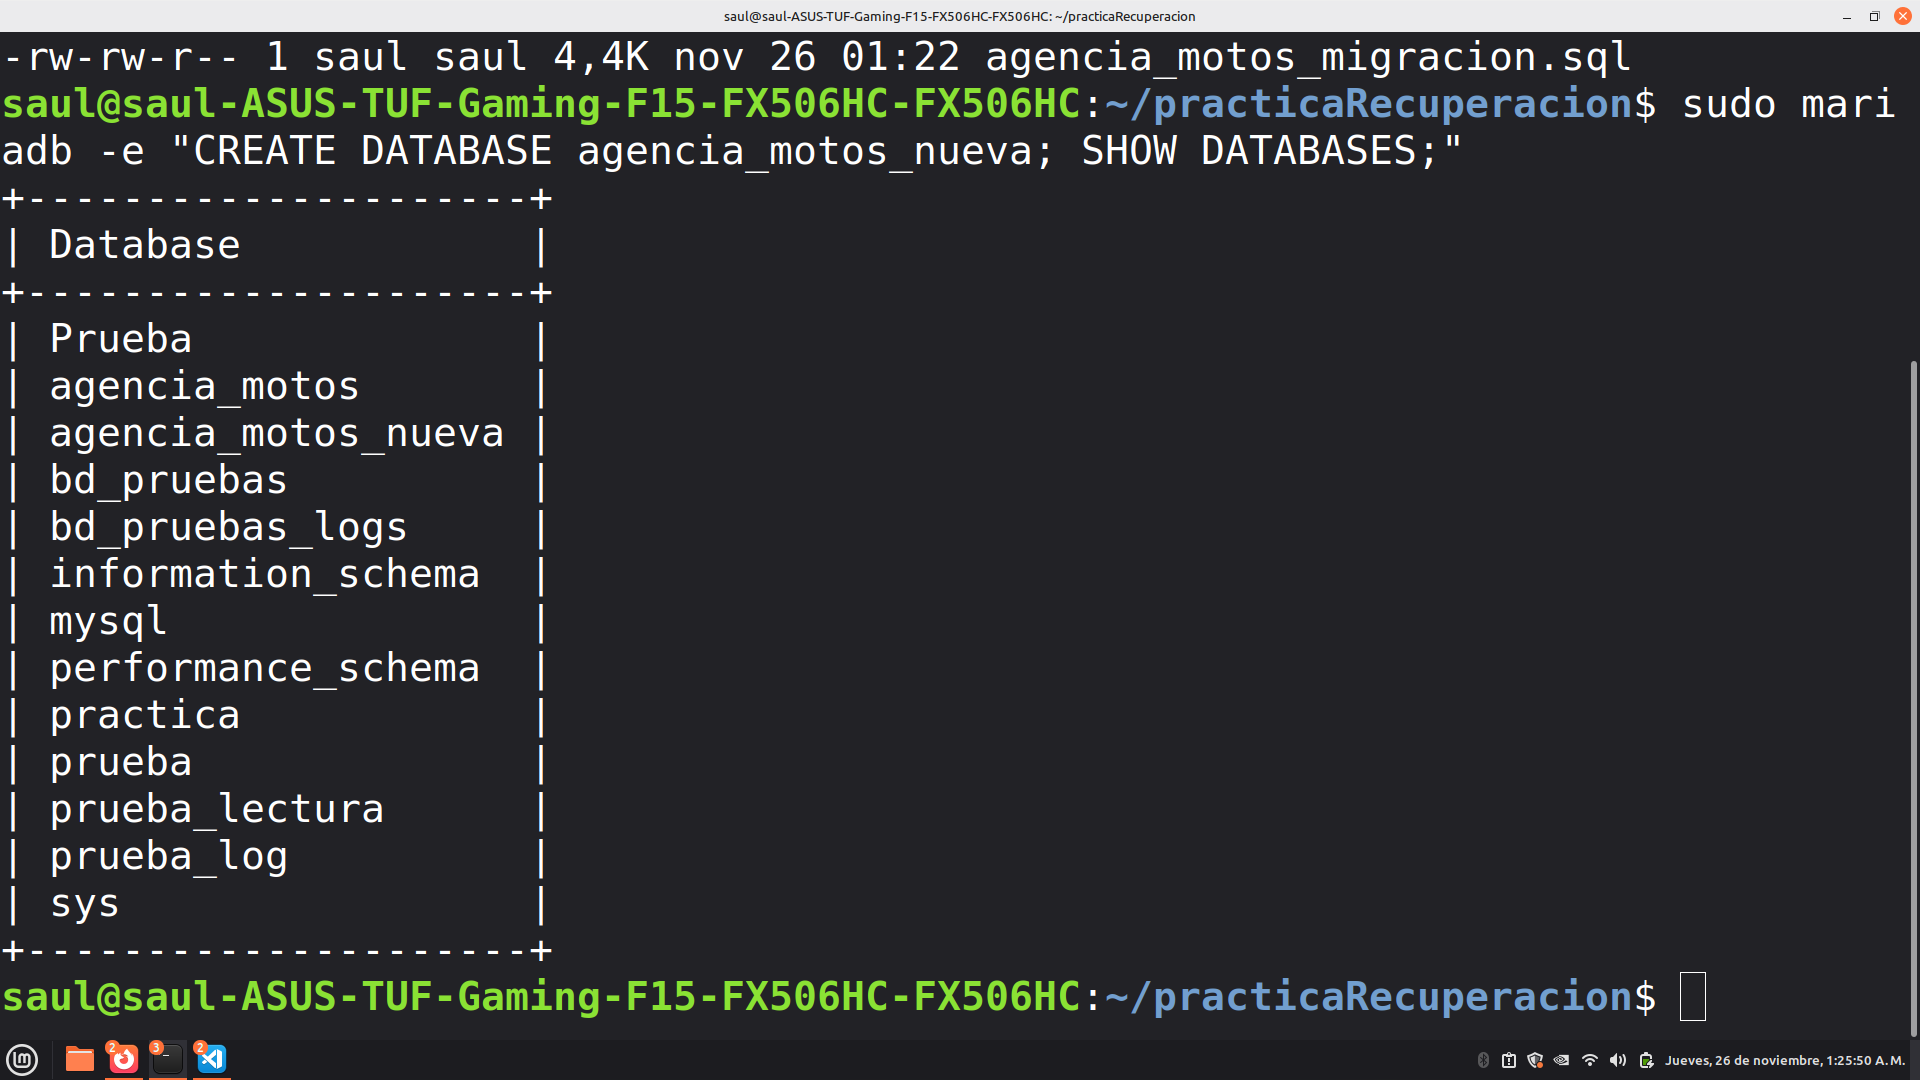 saul@saul-ASUS-TUF-Gaming-F15-FX506HC-FX506HC: ~/practicaRecuperacion
-rw-rw-r-- 1 saul saul 4,4K nov 26 01:22 agencia_motos_migracion.sql
saul@saul-ASUS-TUF-Gaming-F15-FX506HC-FX506HC:~/practicaRecuperacion$ sudo mari
adb -e "CREATE DATABASE agencia_motos_nueva; SHOW DATABASES;"
+---------------------+
| Database            |
+---------------------+
| Prueba              |
| agencia_motos       |
| agencia_motos_nueva |
| bd_pruebas          |
| bd_pruebas_logs     |
| information_schema  |
| mysql               |
| performance_schema  |
| practica            |
| prueba              |
| prueba_lectura      |
| prueba_log          |
| sys                 |
+---------------------+
saul@saul-ASUS-TUF-Gaming-F15-FX506HC-FX506HC:~/practicaRecuperacion$
2 3 2 Jueves, 26 de noviembre, 1:25:50 A.M.